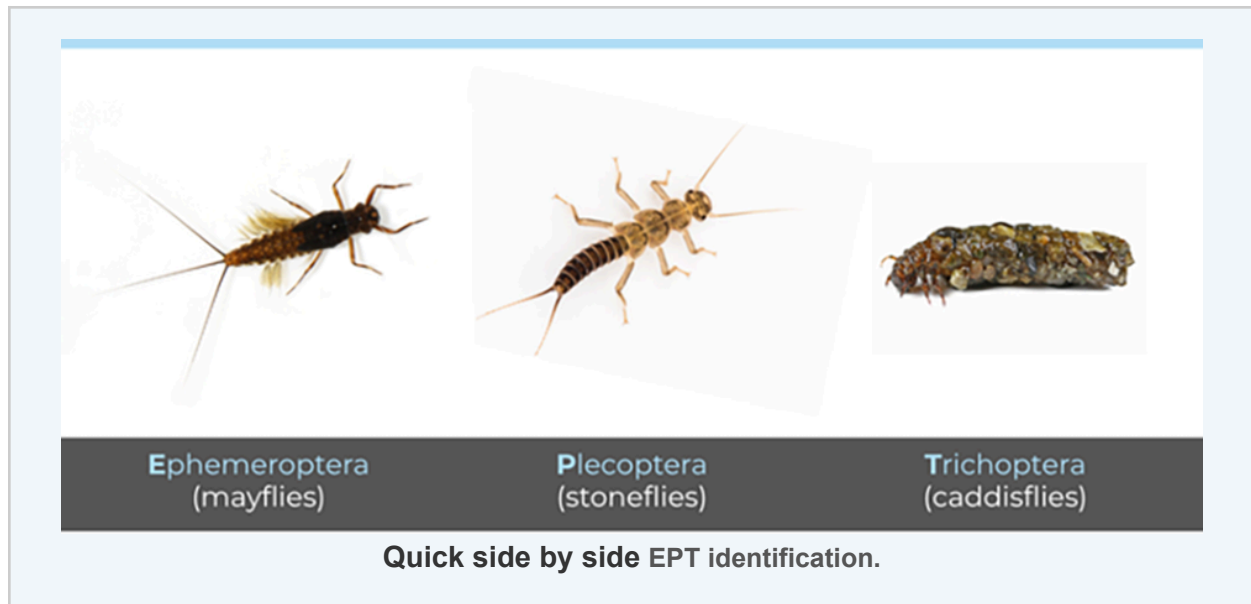 Ephemeroptera
(mayflies)
Plecoptera
(stoneflies)
Trichoptera
(caddisflies)
Quick side by side EPT identification.